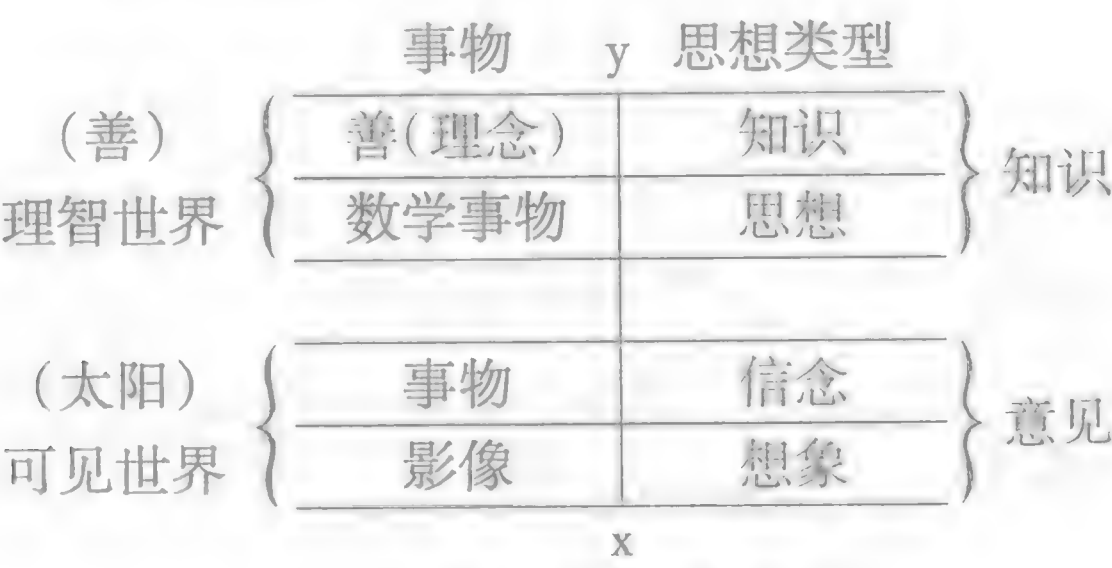 事物 y 思想类型
(善) 善(理念) 知识
知识
理智世界 数学事物 思想
(太阳) 事物 信念
意见
可见世界 影像 想象
x